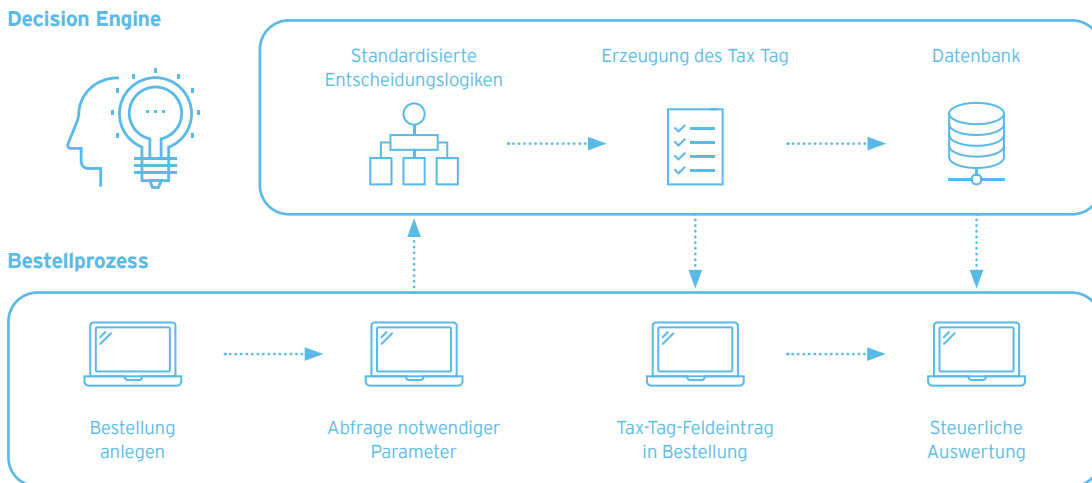 Decision Engine
Standardisierte
Entscheidungslogiken
Erzeugung des Tax Tag
Datenbank
Bestellprozess
Bestellung
anlegen
Abfrage notwendiger
Parameter
Tax-Tag-Feldeintrag
in Bestellung
Steuerliche
Auswertung